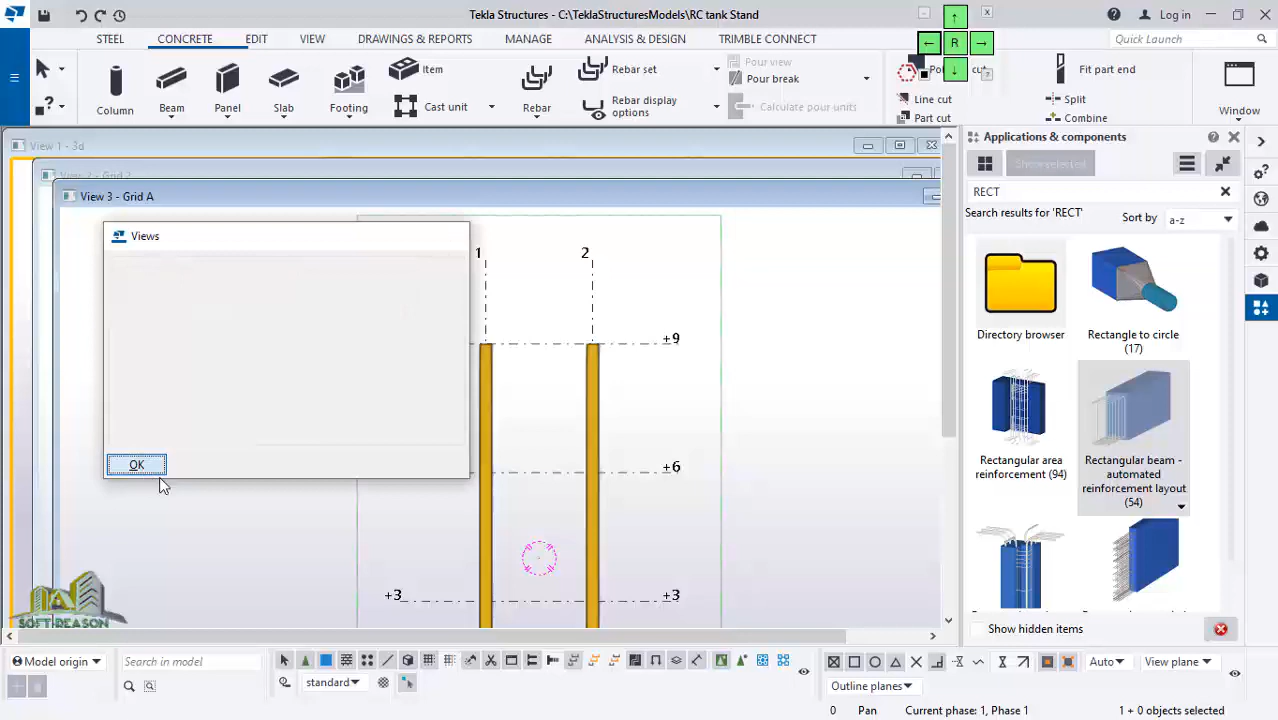 Tekla Structures - C:\TeklaStructuresModels\RC tank Stand
Log in
x
R
STEEL CONCRETE EDIT VIEW DRAWINGS & REPORTS MANAGE ANALYSIS & DESIGN TRIMBLE CONNECT
Quick Launch
Column
Beam
Panel
Slab
Footing
Item
Cast unit
Rebar
Rebar set
Rebar display
options
Pour view
Pour break
Calculate pour units
Line cut
Part cut
Fit part end
Split
Combine
Window
View 1 - 3d
View 2 - Grid 2
View 3 - Grid A
Views
OK
1
2
+9
+6
+3
+3
SOFT REASON
Applications & components
Show selected
RECT
Search results for 'RECT'
Sort by
a-z
Directory browser
Rectangle to circle
(17)
Rectangular area
reinforcement (94)
Rectangular beam -
automated
reinforcement layout
(54)
Show hidden items
Model origin
Search in model
standard
Auto
View plane
Outline planes
0
Pan
Current phase: 1, Phase 1
1 + 0 objects selected